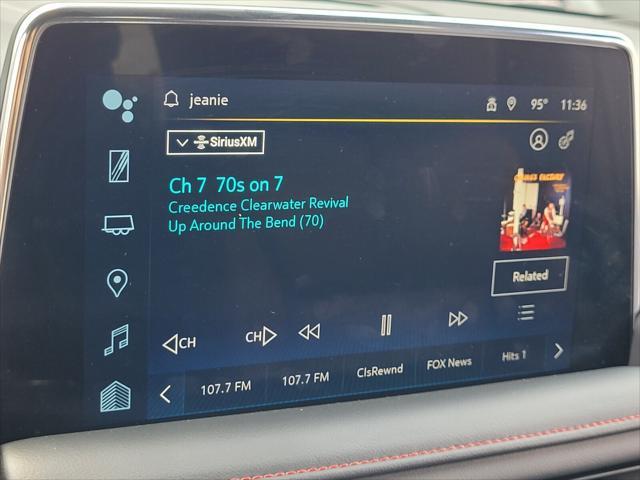 jeanie
95° 11:36
SiriusXM
Ch 7 70s on 7
Creedence Clearwater Revival
Up Around The Bend (70)
Related
CH
CH
107.7 FM
107.7 FM
ClsRewnd
FOX News
Hits 1